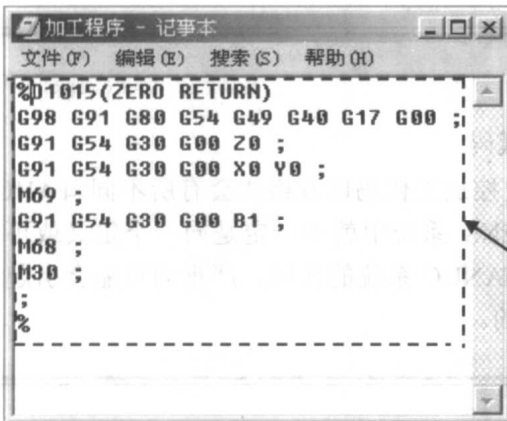 加工程序 - 记事本
文件(F) 编辑(E) 搜索(S) 帮助(H)
%O1015(ZERO RETURN)
G98 G91 G80 G54 G49 G40 G17 G00 ;
G91 G54 G30 G00 Z0 ;
G91 G54 G30 G00 X0 Y0 ;
M69 ;
G91 G54 G30 G00 B1 ;
M68 ;
M30 ;
;
%